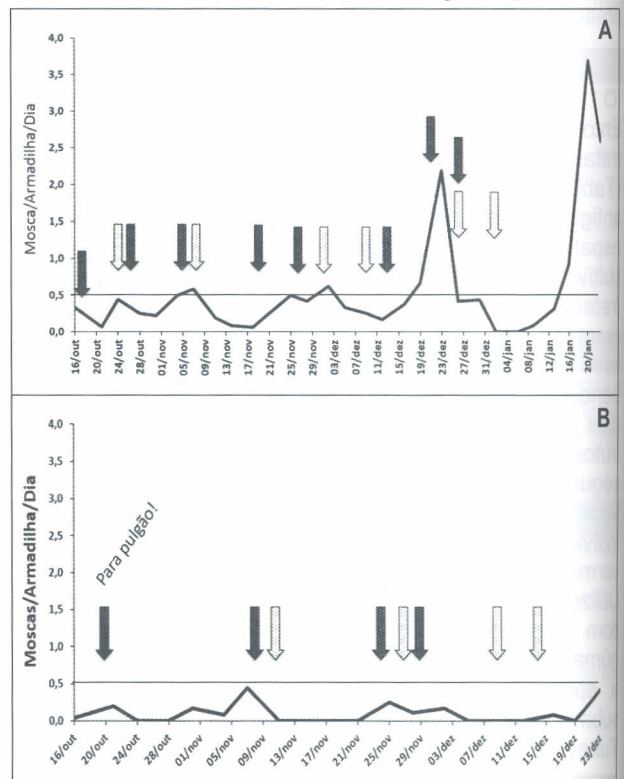 A
Mosca/Armadilha/Dia
4,0
3,5
3,0
2,5
2,0
1,5
1,0
0,5
0,0
16/out
20/out
24/out
28/out
01/nov
05/nov
09/nov
13/nov
17/nov
21/nov
25/nov
29/nov
03/dez
07/dez
11/dez
15/dez
19/dez
23/dez
27/dez
31/dez
04/jan
08/jan
12/jan
16/jan
20/jan
B
Moscas/Armadilha/Dia
4,0
3,5
3,0
2,5
2,0
1,5
1,0
0,5
0,0
Para pulgão!
16/out
20/out
24/out
28/out
01/nov
05/nov
09/nov
13/nov
17/nov
21/nov
25/nov
29/nov
03/dez
07/dez
11/dez
15/dez
19/dez
23/dez